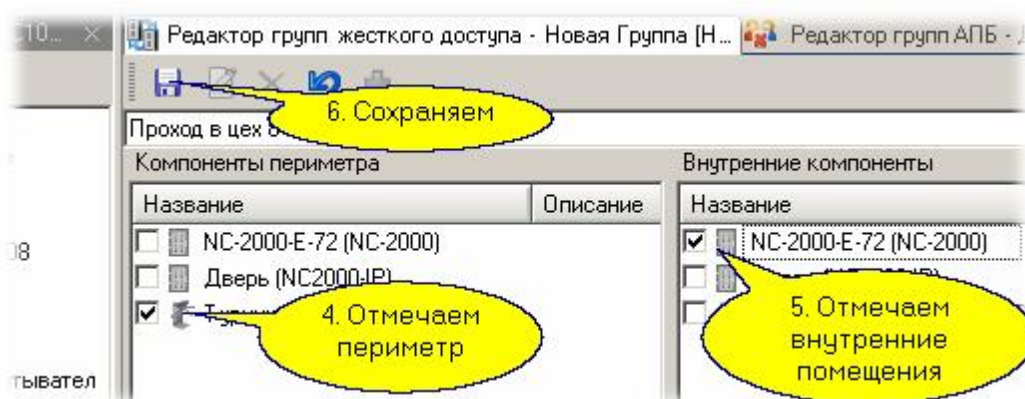 С10...
Редактор групп жесткого доступа - Новая Группа [Н...
Редактор групп АПБ -
6. Сохраняем
Проход в цех
Компоненты периметра
Внутренние компоненты
Название
Описание
Название
NC-2000-E-72 (NC-2000)
NC-2000-E-72 (NC-2000)
Дверь (NC2000-IP)
4. Отмечаем
периметр
5. Отмечаем
внутренние
помещения